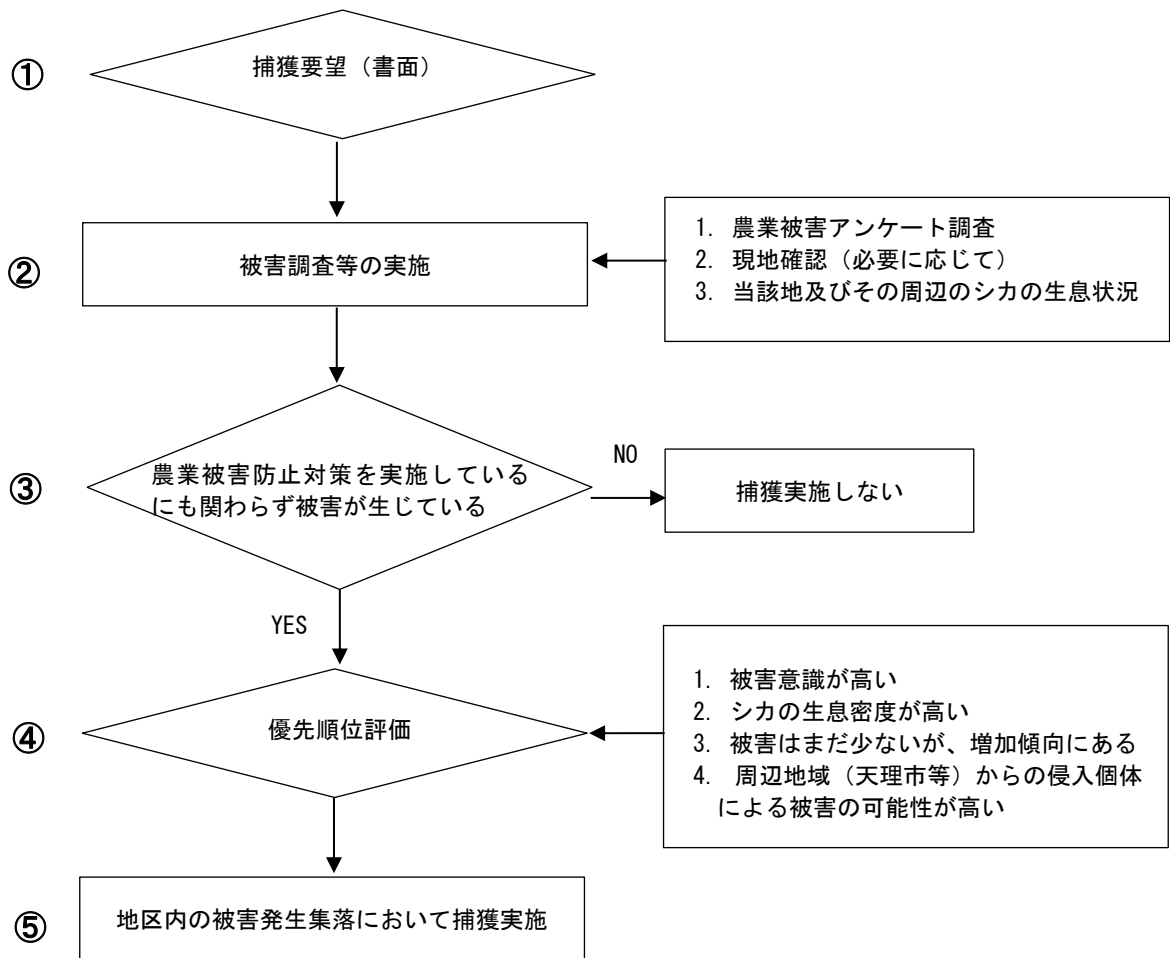 ①
捕獲要望（書面）
②
被害調査等の実施
1. 農業被害アンケート調査
2. 現地確認（必要に応じて）
3. 当該地及びその周辺のシカの生息状況
③
農業被害防止対策を実施している
にも関わらず被害が生じている
NO
捕獲実施しない
YES
④
優先順位評価
1. 被害意識が高い
2. シカの生息密度が高い
3. 被害はまだ少ないが、増加傾向にある
4. 周辺地域（天理市等）からの侵入個体
による被害の可能性が高い
⑤
地区内の被害発生集落において捕獲実施